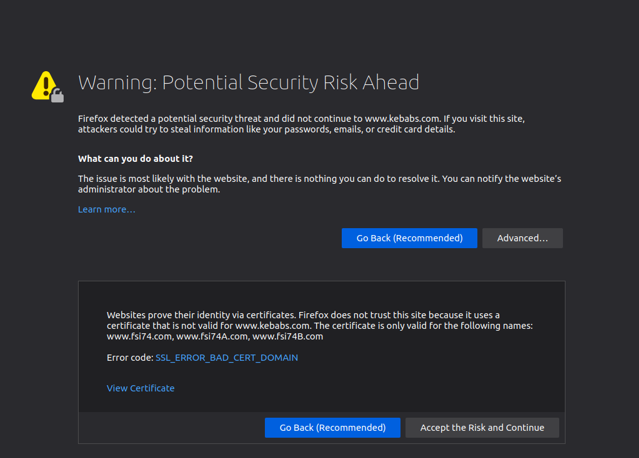 Warning: Potential Security Risk Ahead
Firefox detected a potential security threat and did not continue to www.kebabs.com. If you visit this site,
attackers could try to steal information like your passwords, emails, or credit card details.
What can you do about it?
The issue is most likely with the website, and there is nothing you can do to resolve it. You can notify the website's
administrator about the problem.
Learn more…
Go Back (Recommended)
Advanced…
Websites prove their identity via certificates. Firefox does not trust this site because it uses a
certificate that is not valid for www.kebabs.com. The certificate is only valid for the following names:
www.fsi74.com, www.fsi74A.com, www.fsi74B.com
Error code: SSL_ERROR_BAD_CERT_DOMAIN
View Certificate
Go Back (Recommended)
Accept the Risk and Continue